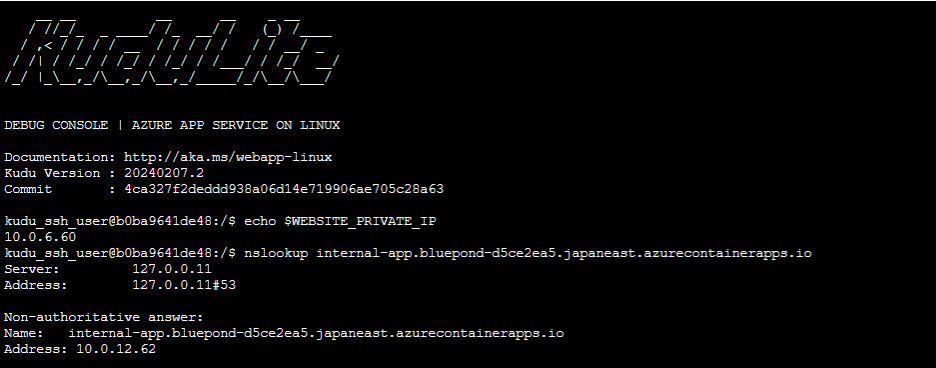 KuduLite
DEBUG CONSOLE | AZURE APP SERVICE ON LINUX
Documentation: http://aka.ms/webapp-linux
Kudu Version : 20240207.2
Commit       : 4ca327f2deddd938a06d14e719906ae705c28a63
kudu_ssh_user@b0ba9641de48:/$ echo $WEBSITE_PRIVATE_IP
10.0.6.60
kudu_ssh_user@b0ba9641de48:/$ nslookup internal-app.bluepond-d5ce2ea5.japaneast.azurecontainerapps.io
Server:         127.0.0.11
Address:        127.0.0.11#53
Non-authoritative answer:
Name:   internal-app.bluepond-d5ce2ea5.japaneast.azurecontainerapps.io
Address: 10.0.12.62